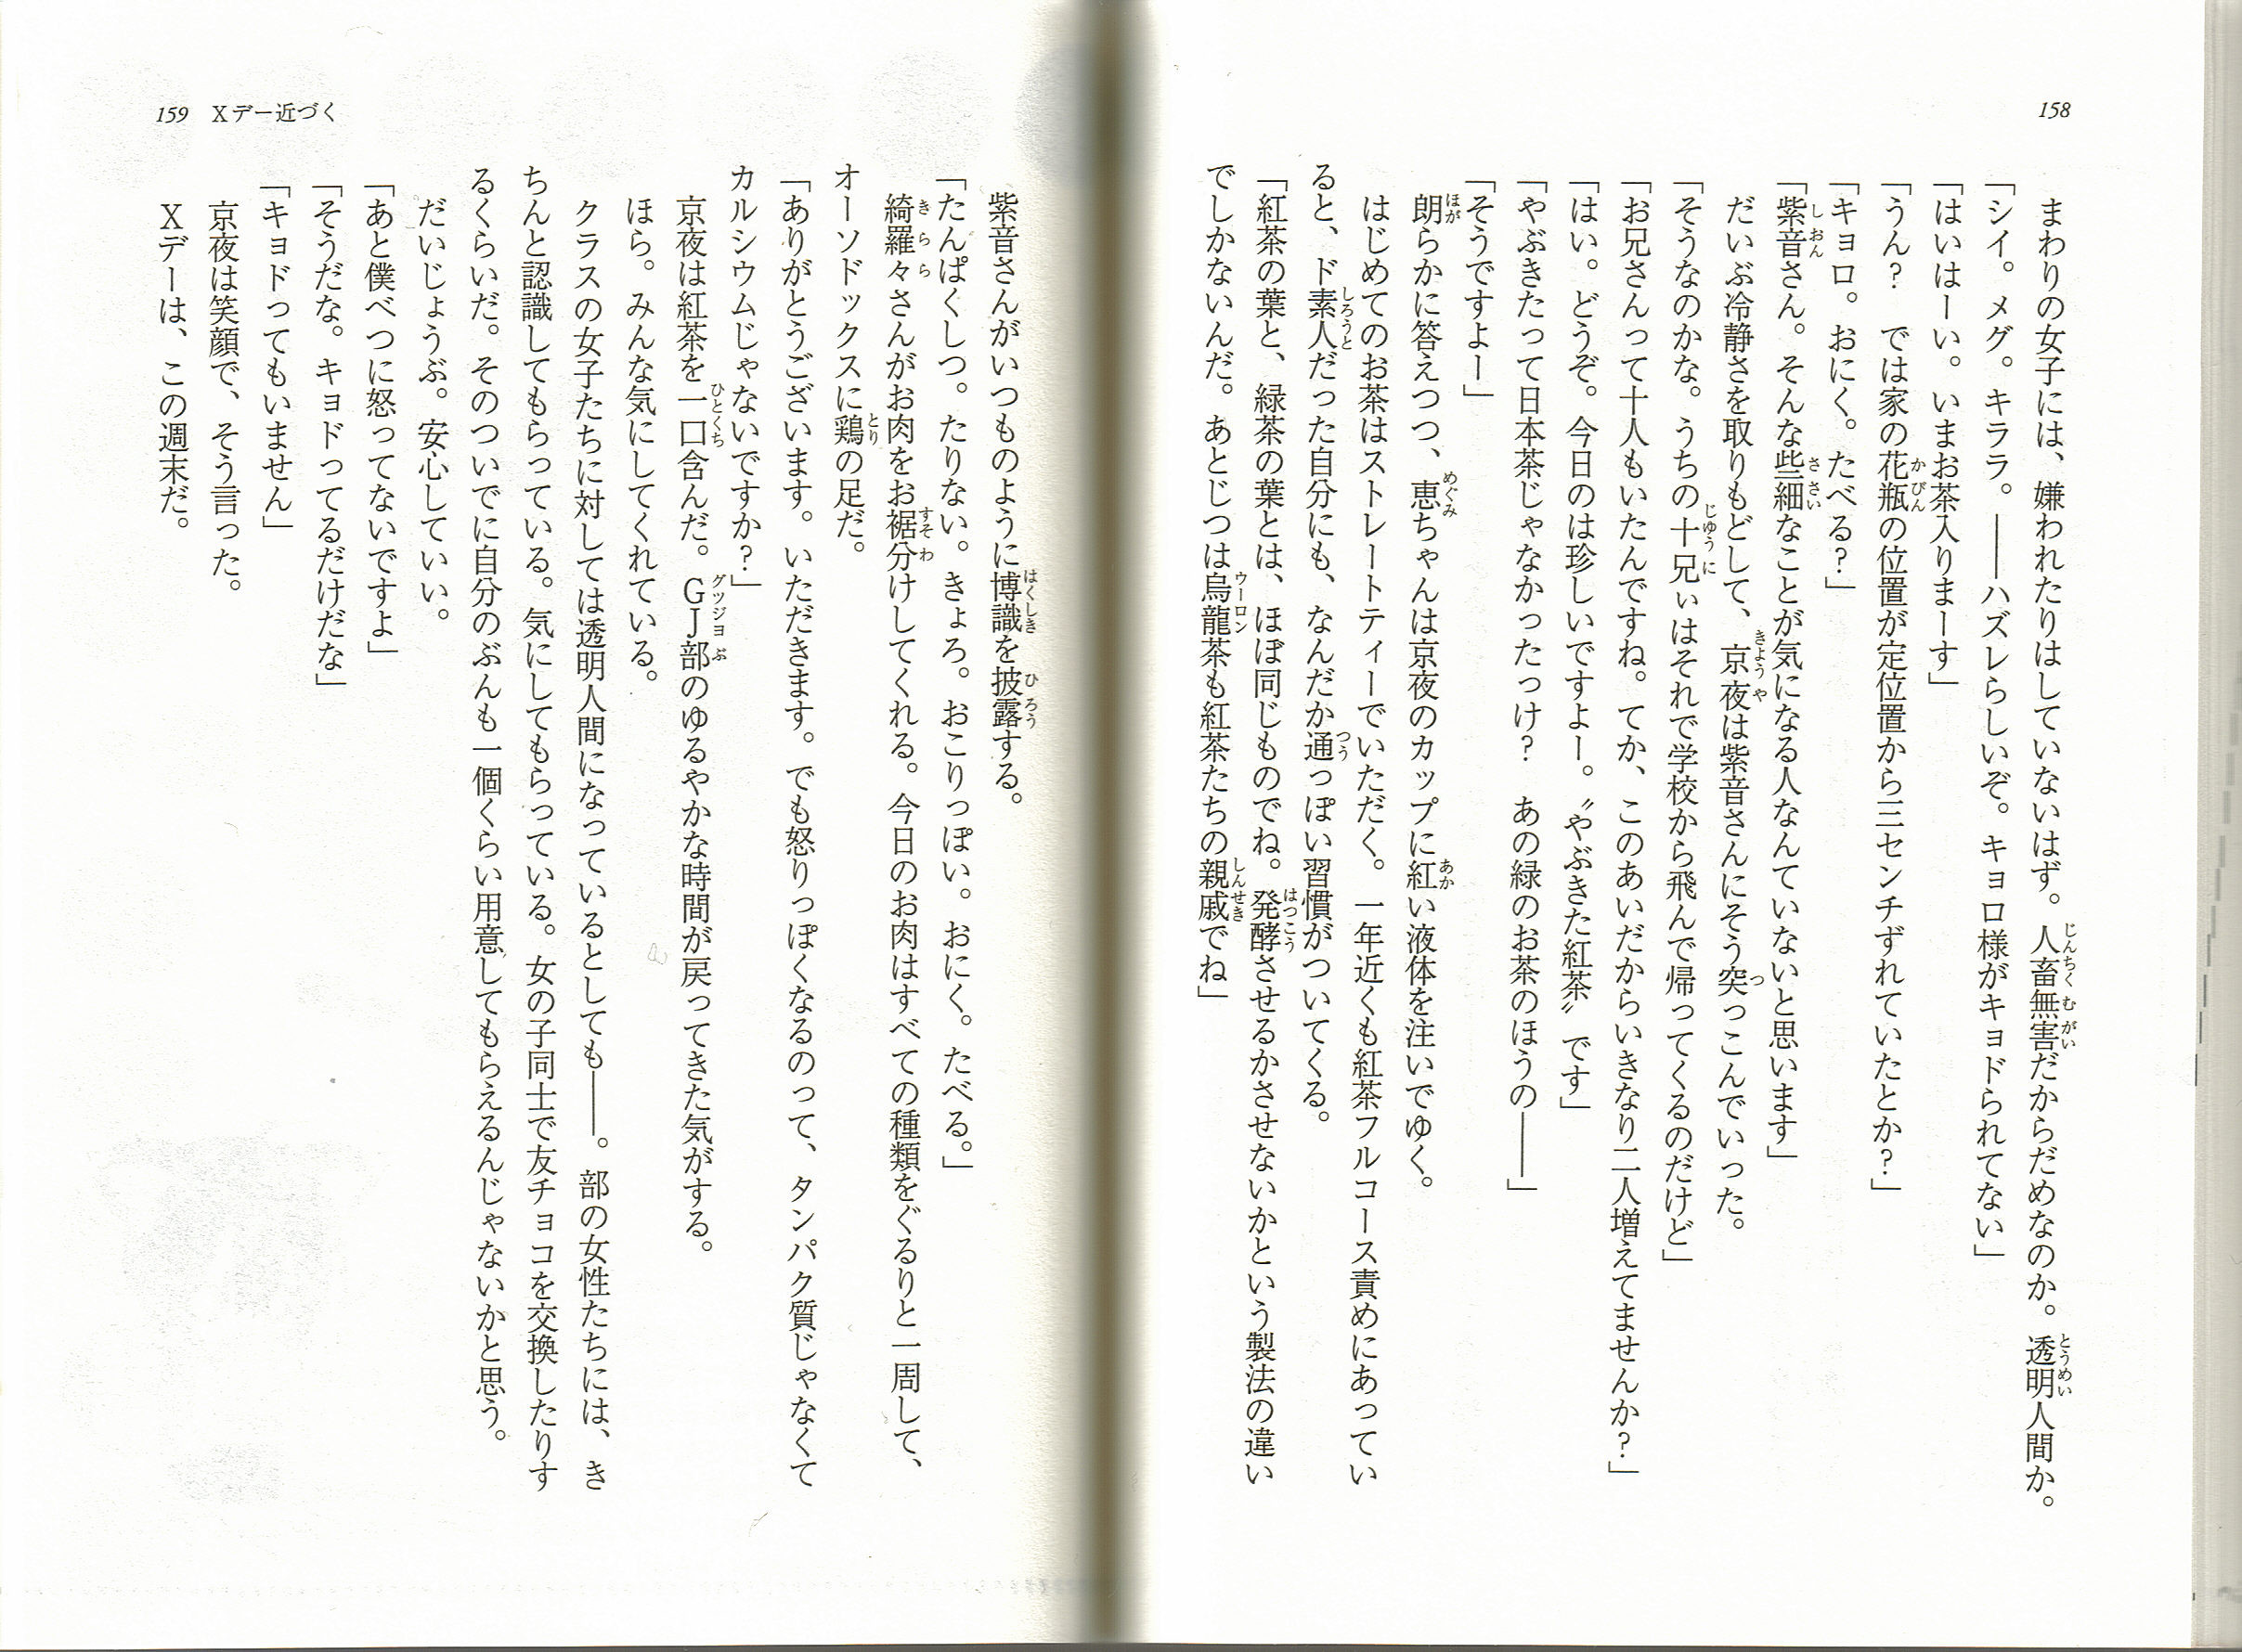 158
まわりの女子には、嫌われたりはしていないはず。人畜無害だからだめなのか。透明人間か。
「シイ。メグ。キララ。――ハズレらしいぞ。キョロ様がキョドられてない」
「はいはーい。いまお茶入りまーす」
「うん？　では家の花瓶の位置が定位置から三センチずれていたとか？」
「キョロ。おにく。たべる？」
「紫音さん。そんな些細なことが気になる人なんていないと思います」
だいぶ冷静さを取りもどして、京夜は紫音さんにそう突っこんでいった。
「そうなのかな。うちの十兄ぃはそれで学校から飛んで帰ってくるのだけど」
「お兄さんって十人もいたんですね。てか、このあいだからいきなり二人増えてませんか？」
「はい。どうぞ。今日のは珍しいですよー。〝やぶきた紅茶〟です」
「やぶきたって日本茶じゃなかったっけ？　あの緑のお茶のほうの――」
「そうですよー」
朗らかに答えつつ、恵ちゃんは京夜のカップに紅い液体を注いでゆく。
はじめてのお茶はストレートティーでいただく。一年近くも紅茶フルコース責めにあってい
ると、ド素人だった自分にも、なんだか通っぽい習慣がついてくる。
「紅茶の葉と、緑茶の葉とは、ほぼ同じものでね。発酵させるかさせないかという製法の違い
でしかないんだ。あとじつは烏龍茶も紅茶たちの親戚でね」
159　Ｘデー近づく
紫音さんがいつものように博識を披露する。
「たんぱくしつ。たりない。きょろ。おこりっぽい。おにく。たべる。」
綺羅々さんがお肉をお裾分けしてくれる。今日のお肉はすべての種類をぐるりと一周して、
オーソドックスに鶏の足だ。
「ありがとうございます。いただきます。でも怒りっぽくなるのって、タンパク質じゃなくて
カルシウムじゃないですか？」
京夜は紅茶を一口含んだ。ＧＪ部のゆるやかな時間が戻ってきた気がする。
ほら。みんな気にしてくれている。
クラスの女子たちに対しては透明人間になっているとしても――。部の女性たちには、き
ちんと認識してもらっている。気にしてもらっている。女の子同士で友チョコを交換したりす
るくらいだ。そのついでに自分のぶんも一個くらい用意してもらえるんじゃないかと思う。
だいじょうぶ。安心していい。
「あと僕べつに怒ってないですよ」
「そうだな。キョドってるだけだな」
「キョドってもいません」
京夜は笑顔で、そう言った。
Ｘデーは、この週末だ。